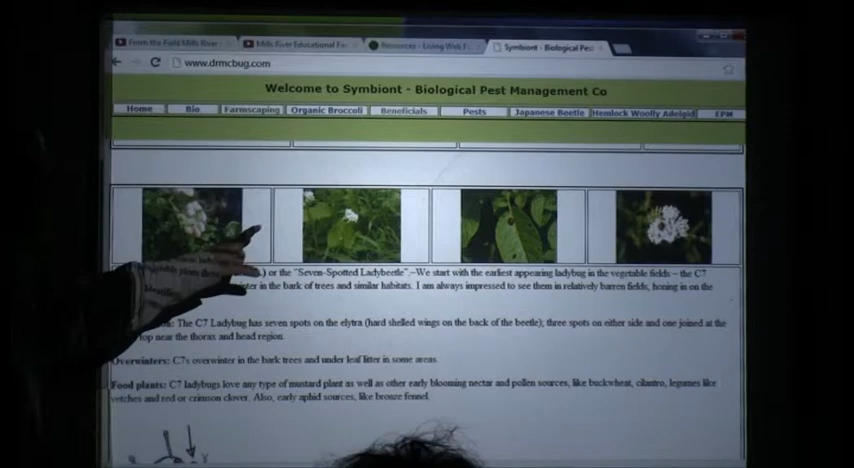 From the Field Mills River
Mills River Educational Fa
Resources - Living Web F
Symbiont - Biological Pest
www.drmcbug.com
Welcome to Symbiont - Biological Pest Management Co
Home Bio Farmscaping Organic Broccoli Beneficials Pests Japanese Beetle Hemlock Woolly Adelgid EPM
or the "Seven-Spotted Ladybeetle".–We start with the earliest appearing ladybug in the vegetable fields – the C7
in the bark of trees and similar habitats. I am always impressed to see them in relatively barren fields, honing in on the
The C7 Ladybug has seven spots on the elytra (hard shelled wings on the back of the beetle); three spots on either side and one joined at the
top near the thorax and head region.
Overwinters: C7s overwinter in the bark trees and under leaf litter in some areas.
Food plants: C7 ladybugs love any type of mustard plant as well as other early blooming nectar and pollen sources, like buckwheat, cilantro, legumes like
vetches and red or crimson clover. Also, early aphid sources, like bronze fennel.